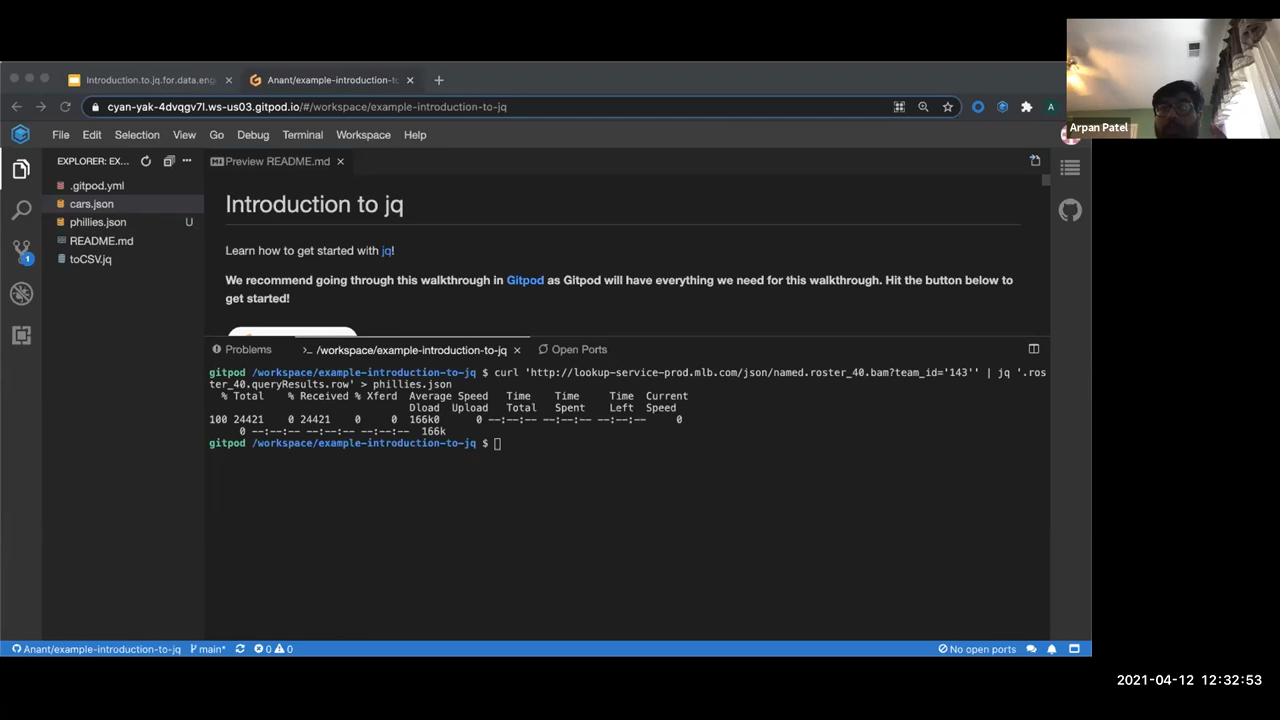 Introduction.to.jq.for.data.eng
Anant/example-introduction-to-
cyan-yak-4dvqgv7l.ws-us03.gitpod.io/#/workspace/example-introduction-to-jq
A
Arpan Patel
File Edit Selection View Go Debug Terminal Workspace Help
EXPLORER: EX...
Preview README.md
.gitpod.yml
cars.json
phillies.json U
README.md
toCSV.jq
1
Introduction to jq
Learn how to get started with jq!
We recommend going through this walkthrough in Gitpod as Gitpod will have everything we need for this walkthrough. Hit the button below to
get started!
Problems >_ /workspace/example-introduction-to-jq Open Ports
gitpod /workspace/example-introduction-to-jq $ curl 'http://lookup-service-prod.mlb.com/json/named.roster_40.bam?team_id='143'' | jq '.ros
ter_40.queryResults.row' > phillies.json
% Total % Received % Xferd Average Speed Time Time Time Current
Dload Upload Total Spent Left Speed
100 24421 0 24421 0 0 166k0 0 --:--:-- --:--:-- --:--:-- 0
0 --:--:-- --:--:-- --:--:-- 166k
gitpod /workspace/example-introduction-to-jq $
Anant/example-introduction-to-jq main* 0 0 No open ports
2021-04-12 12:32:53